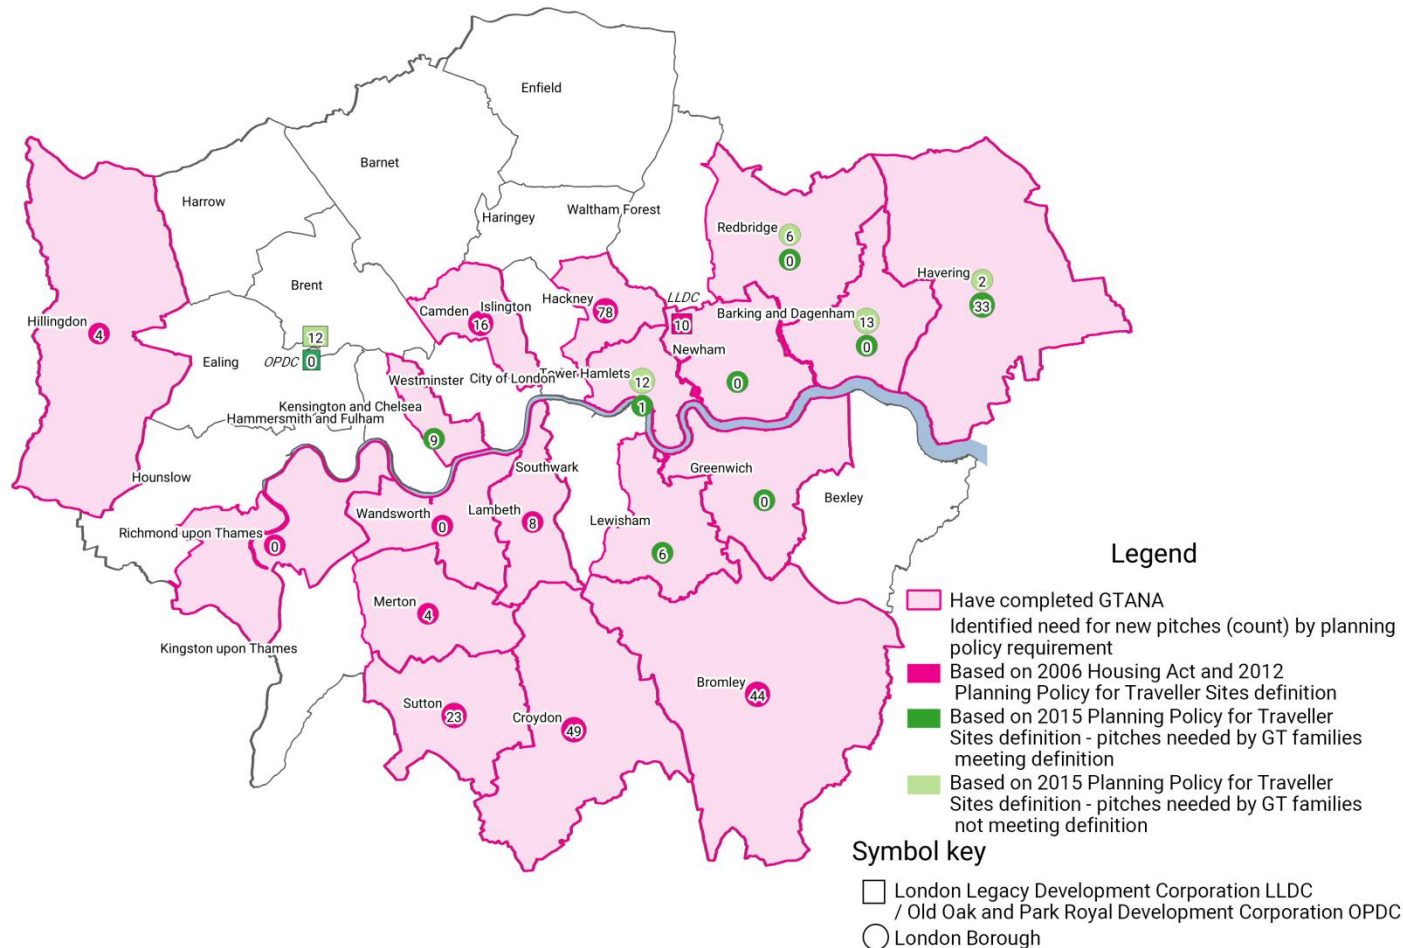 Enfield
Barnet
Harrow
Haringey
Waltham Forest
Redbridge
6
0
Havering
2
33
Brent
Hillingdon
4
Camden
Islington
16
Hackney
78
LLDC
10
Barking and Dagenham
13
0
12
OPDC
0
Ealing
Newham
0
Westminster
City of London
Tower Hamlets
12
1
Kensington and Chelsea
Hammersmith and Fulham
9
Hounslow
Southwark
Greenwich
0
Bexley
Richmond upon Thames
0
Wandsworth
0
Lambeth
8
Lewisham
6
Merton
4
Kingston upon Thames
Sutton
23
Croydon
49
Bromley
44
Legend
Have completed GTANA
Identified need for new pitches (count) by planning
policy requirement
Based on 2006 Housing Act and 2012
Planning Policy for Traveller Sites definition
Based on 2015 Planning Policy for Traveller
Sites definition - pitches needed by GT families
meeting definition
Based on 2015 Planning Policy for Traveller
Sites definition - pitches needed by GT families
not meeting definition
Symbol key
London Legacy Development Corporation LLDC
/ Old Oak and Park Royal Development Corporation OPDC
London Borough